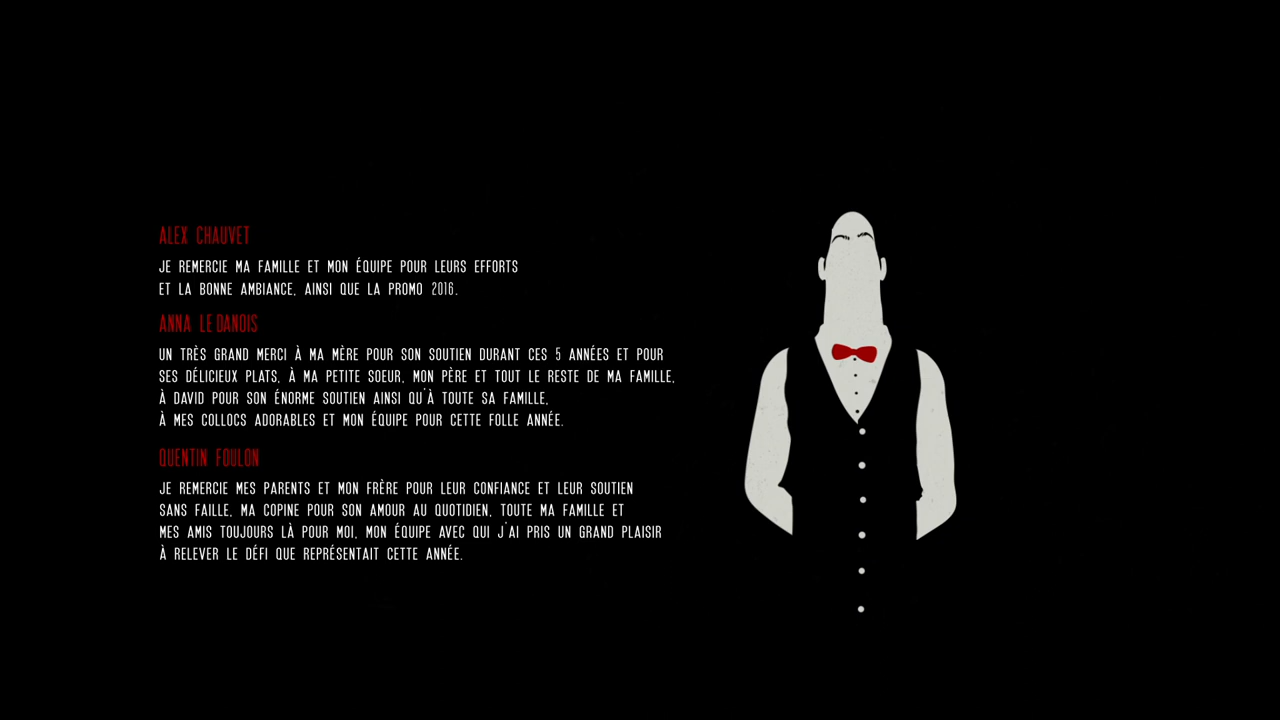 ALEX CHAUVET
JE REMERCIE MA FAMILLE ET MON ÉQUIPE POUR LEURS EFFORTS
ET LA BONNE AMBIANCE, AINSI QUE LA PROMO 2016.
ANNA LE DANOIS
UN TRÈS GRAND MERCI À MA MÈRE POUR SON SOUTIEN DURANT CES 5 ANNÉES ET POUR
SES DÉLICIEUX PLATS, À MA PETITE SOEUR, MON PÈRE ET TOUT LE RESTE DE MA FAMILLE,
À DAVID POUR SON ÉNORME SOUTIEN AINSI QU'À TOUTE SA FAMILLE,
À MES COLLOCS ADORABLES ET MON ÉQUIPE POUR CETTE FOLLE ANNÉE.
QUENTIN FOULON
JE REMERCIE MES PARENTS ET MON FRÈRE POUR LEUR CONFIANCE ET LEUR SOUTIEN
SANS FAILLE, MA COPINE POUR SON AMOUR AU QUOTIDIEN, TOUTE MA FAMILLE ET
MES AMIS TOUJOURS LÀ POUR MOI, MON ÉQUIPE AVEC QUI J'AI PRIS UN GRAND PLAISIR
À RELEVER LE DÉFI QUE REPRÉSENTAIT CETTE ANNÉE.